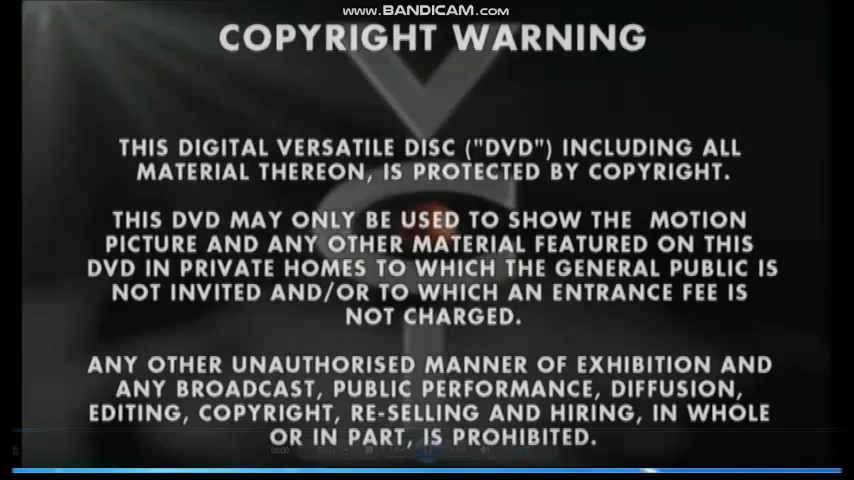 www.BANDICAM.com
COPYRIGHT WARNING
THIS DIGITAL VERSATILE DISC ("DVD") INCLUDING ALL
MATERIAL THEREON, IS PROTECTED BY COPYRIGHT.
THIS DVD MAY ONLY BE USED TO SHOW THE MOTION
PICTURE AND ANY OTHER MATERIAL FEATURED ON THIS
DVD IN PRIVATE HOMES TO WHICH THE GENERAL PUBLIC IS
NOT INVITED AND/OR TO WHICH AN ENTRANCE FEE IS
NOT CHARGED.
ANY OTHER UNAUTHORISED MANNER OF EXHIBITION AND
ANY BROADCAST, PUBLIC PERFORMANCE, DIFFUSION,
EDITING, COPYRIGHT, RE-SELLING AND HIRING, IN WHOLE
OR IN PART, IS PROHIBITED.